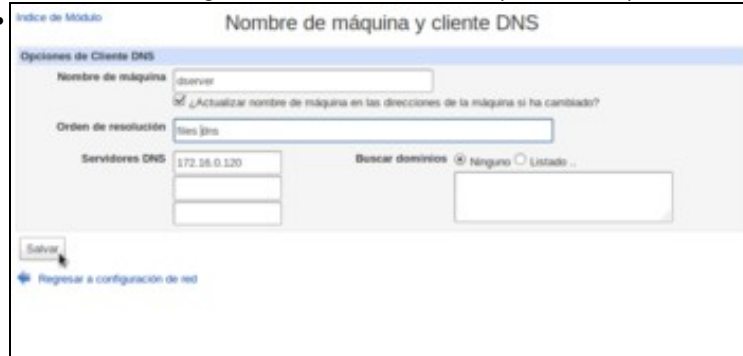 Indice de Módulo
Nombre de máquina y cliente DNS
Opciones de Cliente DNS
Nombre de máquina dserver
¿Actualizar nombre de máquina en las direcciones de la máquina si ha cambiado?
Orden de resolución files dns
Servidores DNS 172.16.0.120 Buscar dominios Ninguno Listado ..
Salvar
Regresar a configuración de red